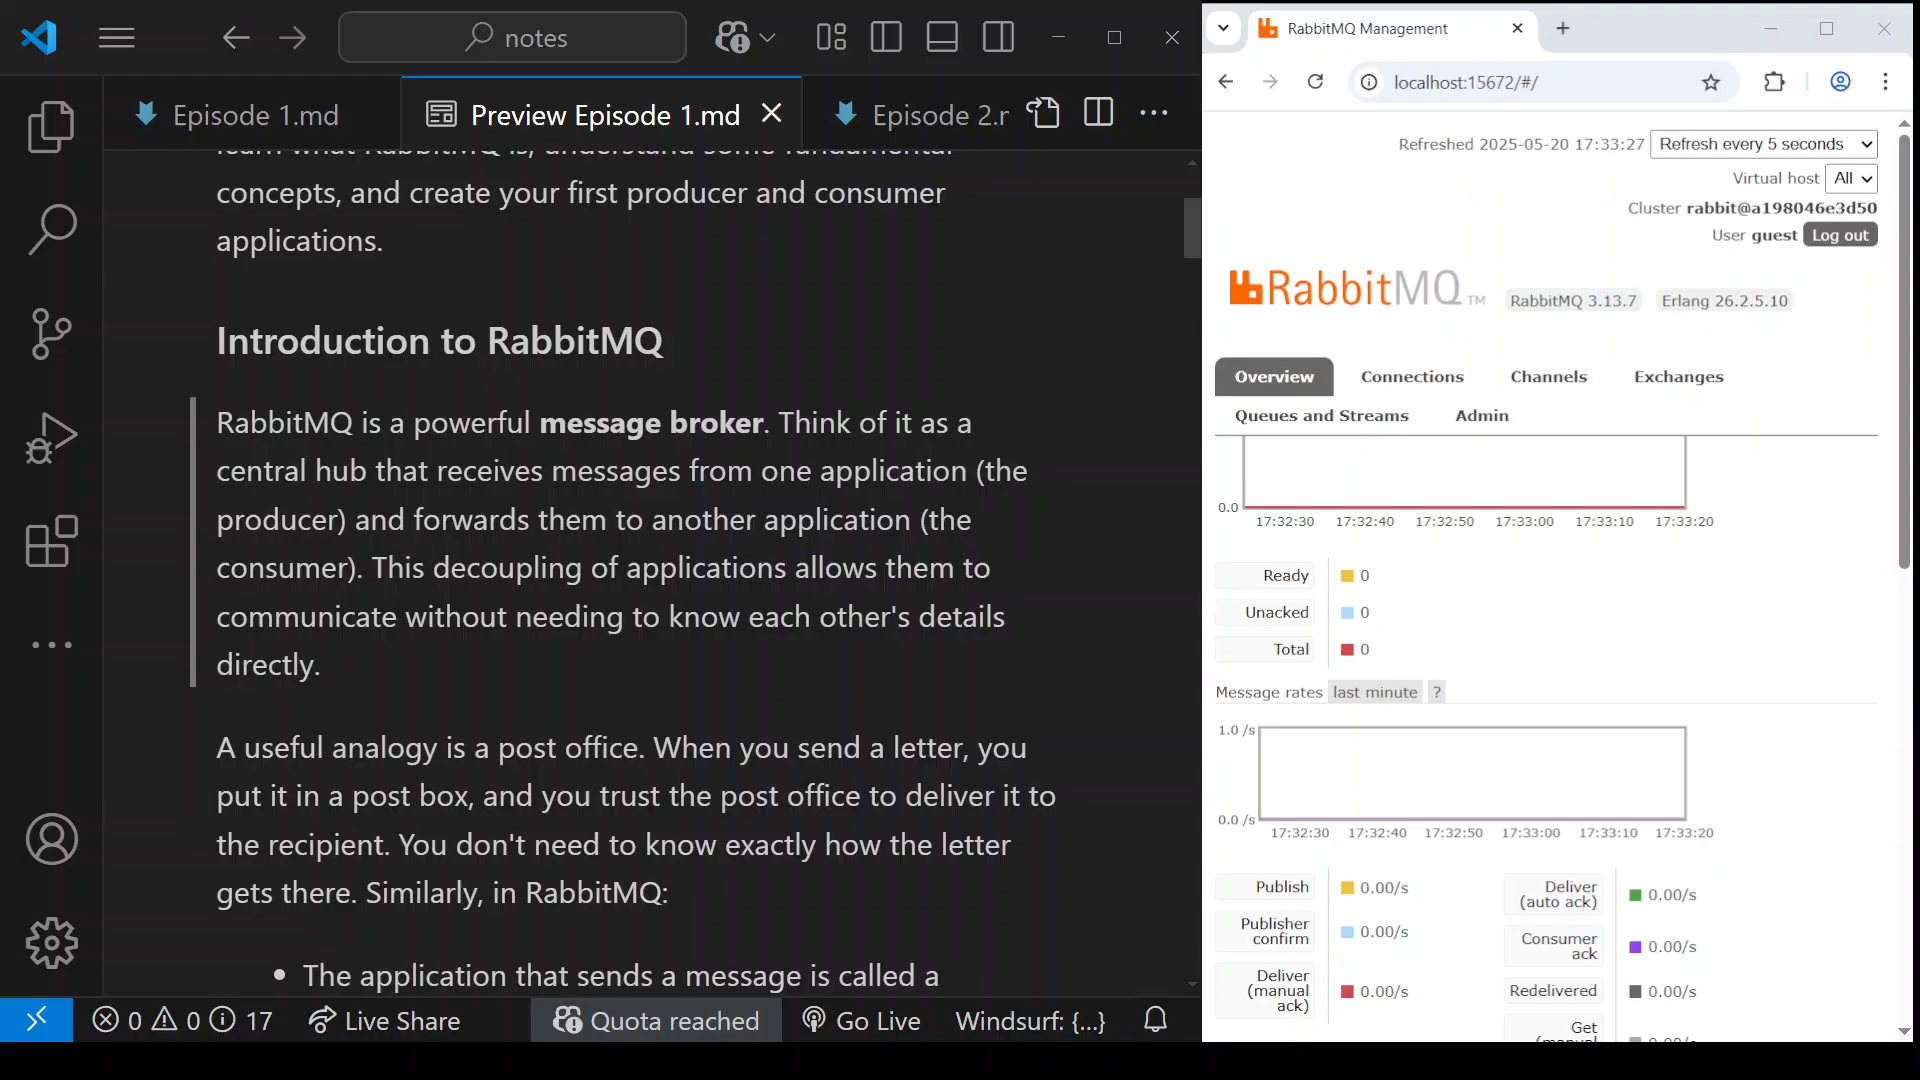 notes
Episode 1.md
Preview Episode 1.md
Episode 2.r
learn what RabbitMQ is, understand some fundamental
concepts, and create your first producer and consumer
applications.
Introduction to RabbitMQ
RabbitMQ is a powerful message broker. Think of it as a
central hub that receives messages from one application (the
producer) and forwards them to another application (the
consumer). This decoupling of applications allows them to
communicate without needing to know each other's details
directly.
A useful analogy is a post office. When you send a letter, you
put it in a post box, and you trust the post office to deliver it to
the recipient. You don't need to know exactly how the letter
gets there. Similarly, in RabbitMQ:
• The application that sends a message is called a
0 0 17
Live Share
Quota reached
Go Live
Windsurf: {...}
RabbitMQ Management
localhost:15672/#/
Refreshed 2025-05-20 17:33:27 Refresh every 5 seconds
Virtual host All
Cluster rabbit@a198046e3d50
User guest Log out
RabbitMQ TM RabbitMQ 3.13.7 Erlang 26.2.5.10
Overview Connections Channels Exchanges
Queues and Streams Admin
0.0
17:32:30 17:32:40 17:32:50 17:33:00 17:33:10 17:33:20
Ready 0
Unacked 0
Total 0
Message rates last minute ?
1.0 /s
0.0 /s
17:32:30 17:32:40 17:32:50 17:33:00 17:33:10 17:33:20
Publish 0.00/s
Publisher
confirm 0.00/s
Deliver
(manual
ack) 0.00/s
Deliver
(auto ack) 0.00/s
Consumer
ack 0.00/s
Redelivered 0.00/s
Get
(manual 0.00/s